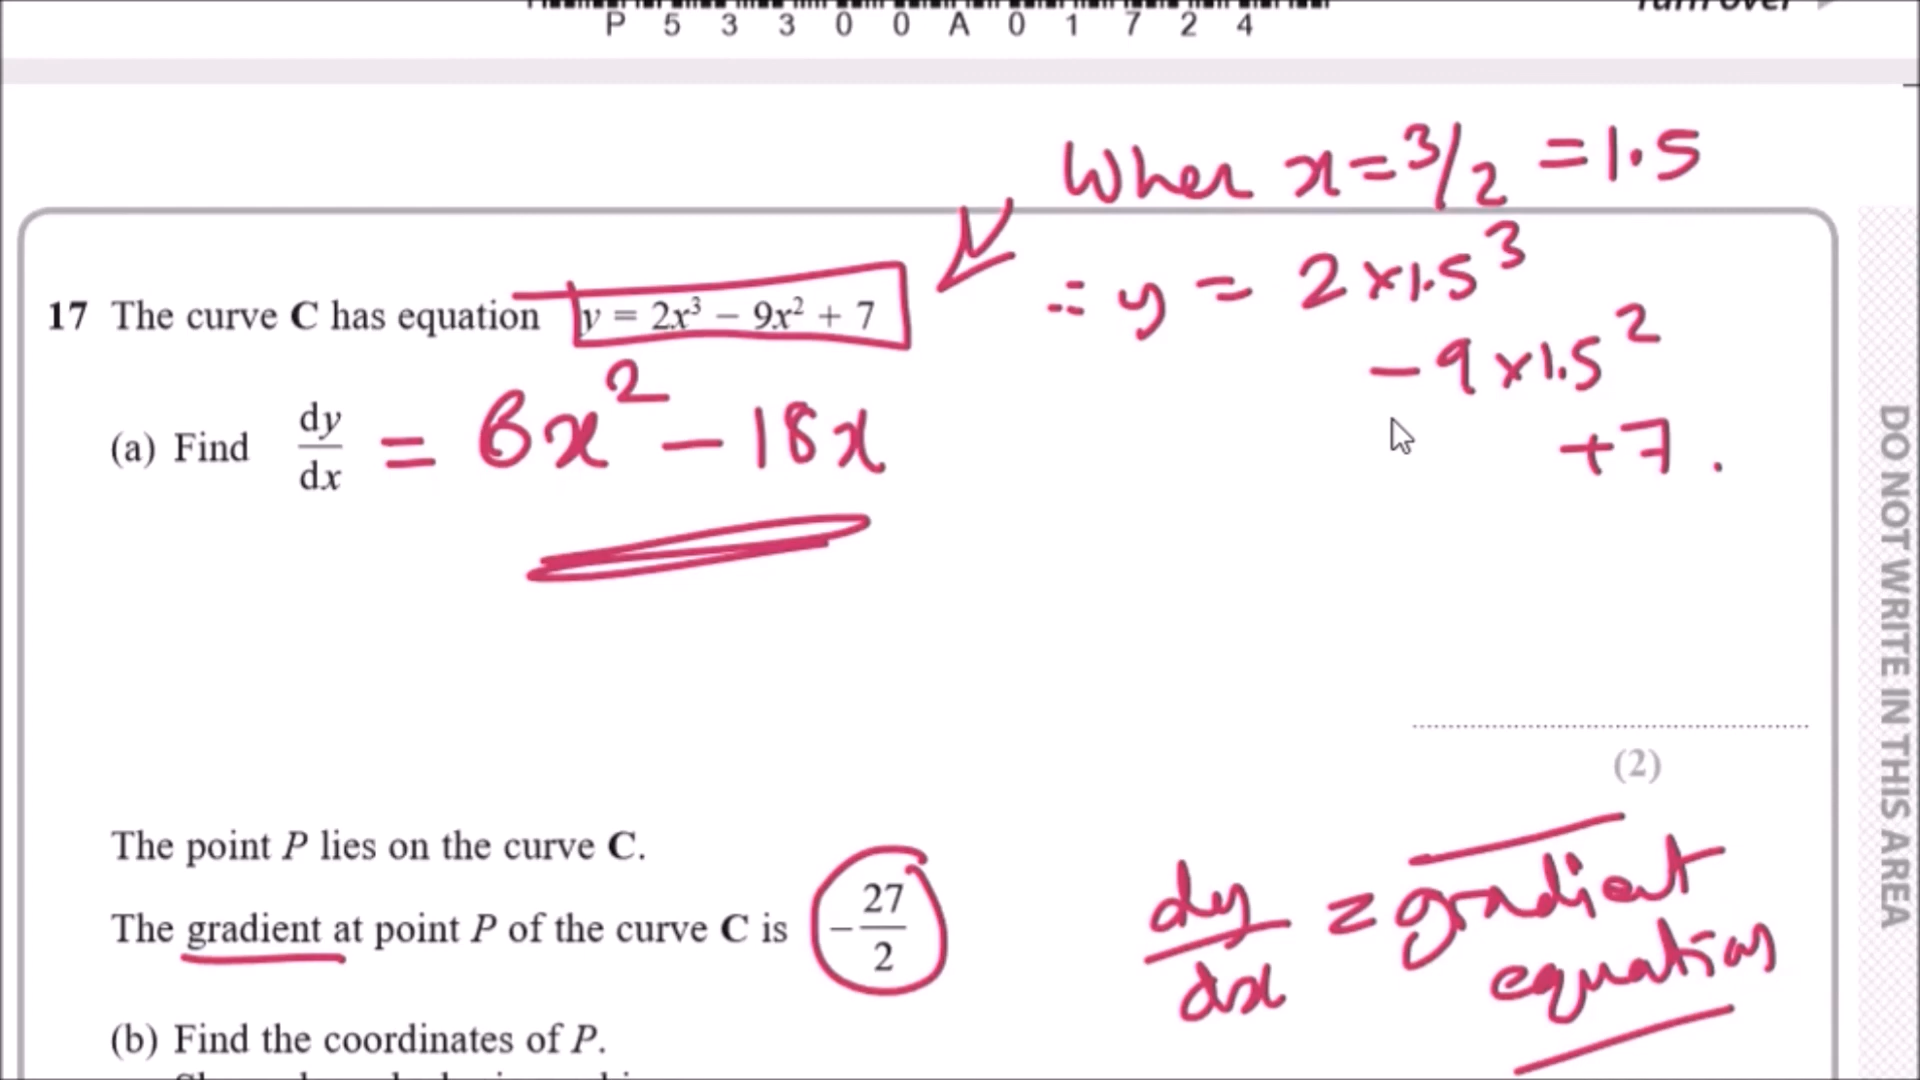 P 5 3 3 0 0 A 0 1 7 2 4
Turn over
When x = 3/2 = 1.5
17 The curve C has equation y = 2x³ − 9x² + 7
∴ y = 2×1.5³
−9×1.5²
+7.
(a) Find dy/dx = 6x² − 18x
(2)
The point P lies on the curve C.
The gradient at point P of the curve C is −27/2
dy/dx = gradient
equation
(b) Find the coordinates of P.
DO NOT WRITE IN THIS AREA